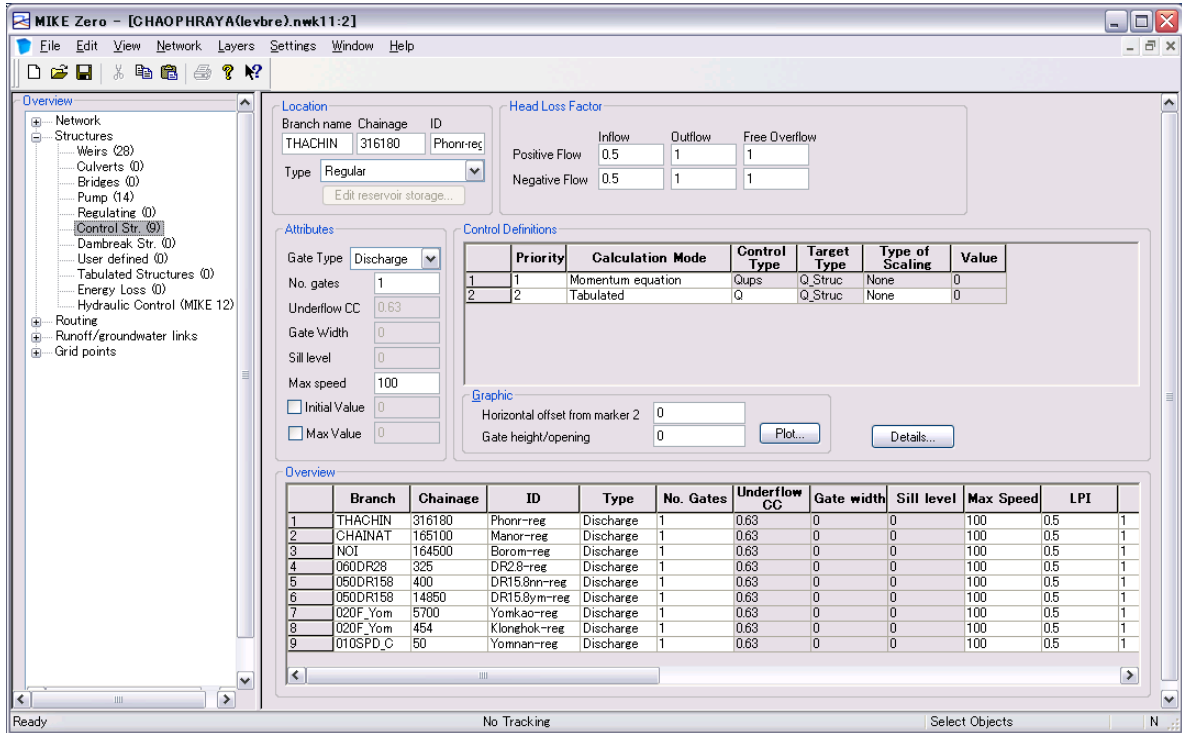 MIKE Zero - [CHAOPHRAYA(levbre).nwk11:2]
File Edit View Network Layers Settings Window Help
Overview
Network
Structures
Weirs (28)
Culverts (0)
Bridges (0)
Pump (14)
Regulating (0)
Control Str. (9)
Dambreak Str. (0)
User defined (0)
Tabulated Structures (0)
Energy Loss (0)
Hydraulic Control (MIKE 12)
Routing
Runoff/groundwater links
Grid points
Location
Branch name Chainage ID
THACHIN 316180 Phonr-reg
Type Regular
Edit reservoir storage...
Head Loss Factor
Inflow Outflow Free Overflow
Positive Flow 0.5 1 1
Negative Flow 0.5 1 1
Attributes
Gate Type Discharge
No. gates 1
Underflow CC 0.63
Gate Width 0
Sill level 0
Max speed 100
Initial Value 0
Max Value 0
Control Definitions
Priority Calculation Mode Control Type Target Type Type of Scaling Value
1 1 Momentum equation Qups Q_Struc None 0
2 2 Tabulated Q Q_Struc None 0
Graphic
Horizontal offset from marker 2 0
Gate height/opening 0
Plot...
Details...
Overview
Branch Chainage ID Type No. Gates Underflow CC Gate width Sill level Max Speed LPI
1 THACHIN 316180 Phonr-reg Discharge 1 0.63 0 0 100 0.5 1
2 CHAINAT 165100 Manor-reg Discharge 1 0.63 0 0 100 0.5 1
3 NOI 164500 Borom-reg Discharge 1 0.63 0 0 100 0.5 1
4 060DR28 325 DR2.8-reg Discharge 1 0.63 0 0 100 0.5 1
5 050DR158 400 DR15.8nn-reg Discharge 1 0.63 0 0 100 0.5 1
6 050DR158 14850 DR15.8ym-reg Discharge 1 0.63 0 0 100 0.5 1
7 020F_Yom 5700 Yomkao-reg Discharge 1 0.63 0 0 100 0.5 1
8 020F_Yom 454 Klonghok-reg Discharge 1 0.63 0 0 100 0.5 1
9 010SPD_C 50 Yomnan-reg Discharge 1 0.63 0 0 100 0.5 1
Ready No Tracking Select Objects N